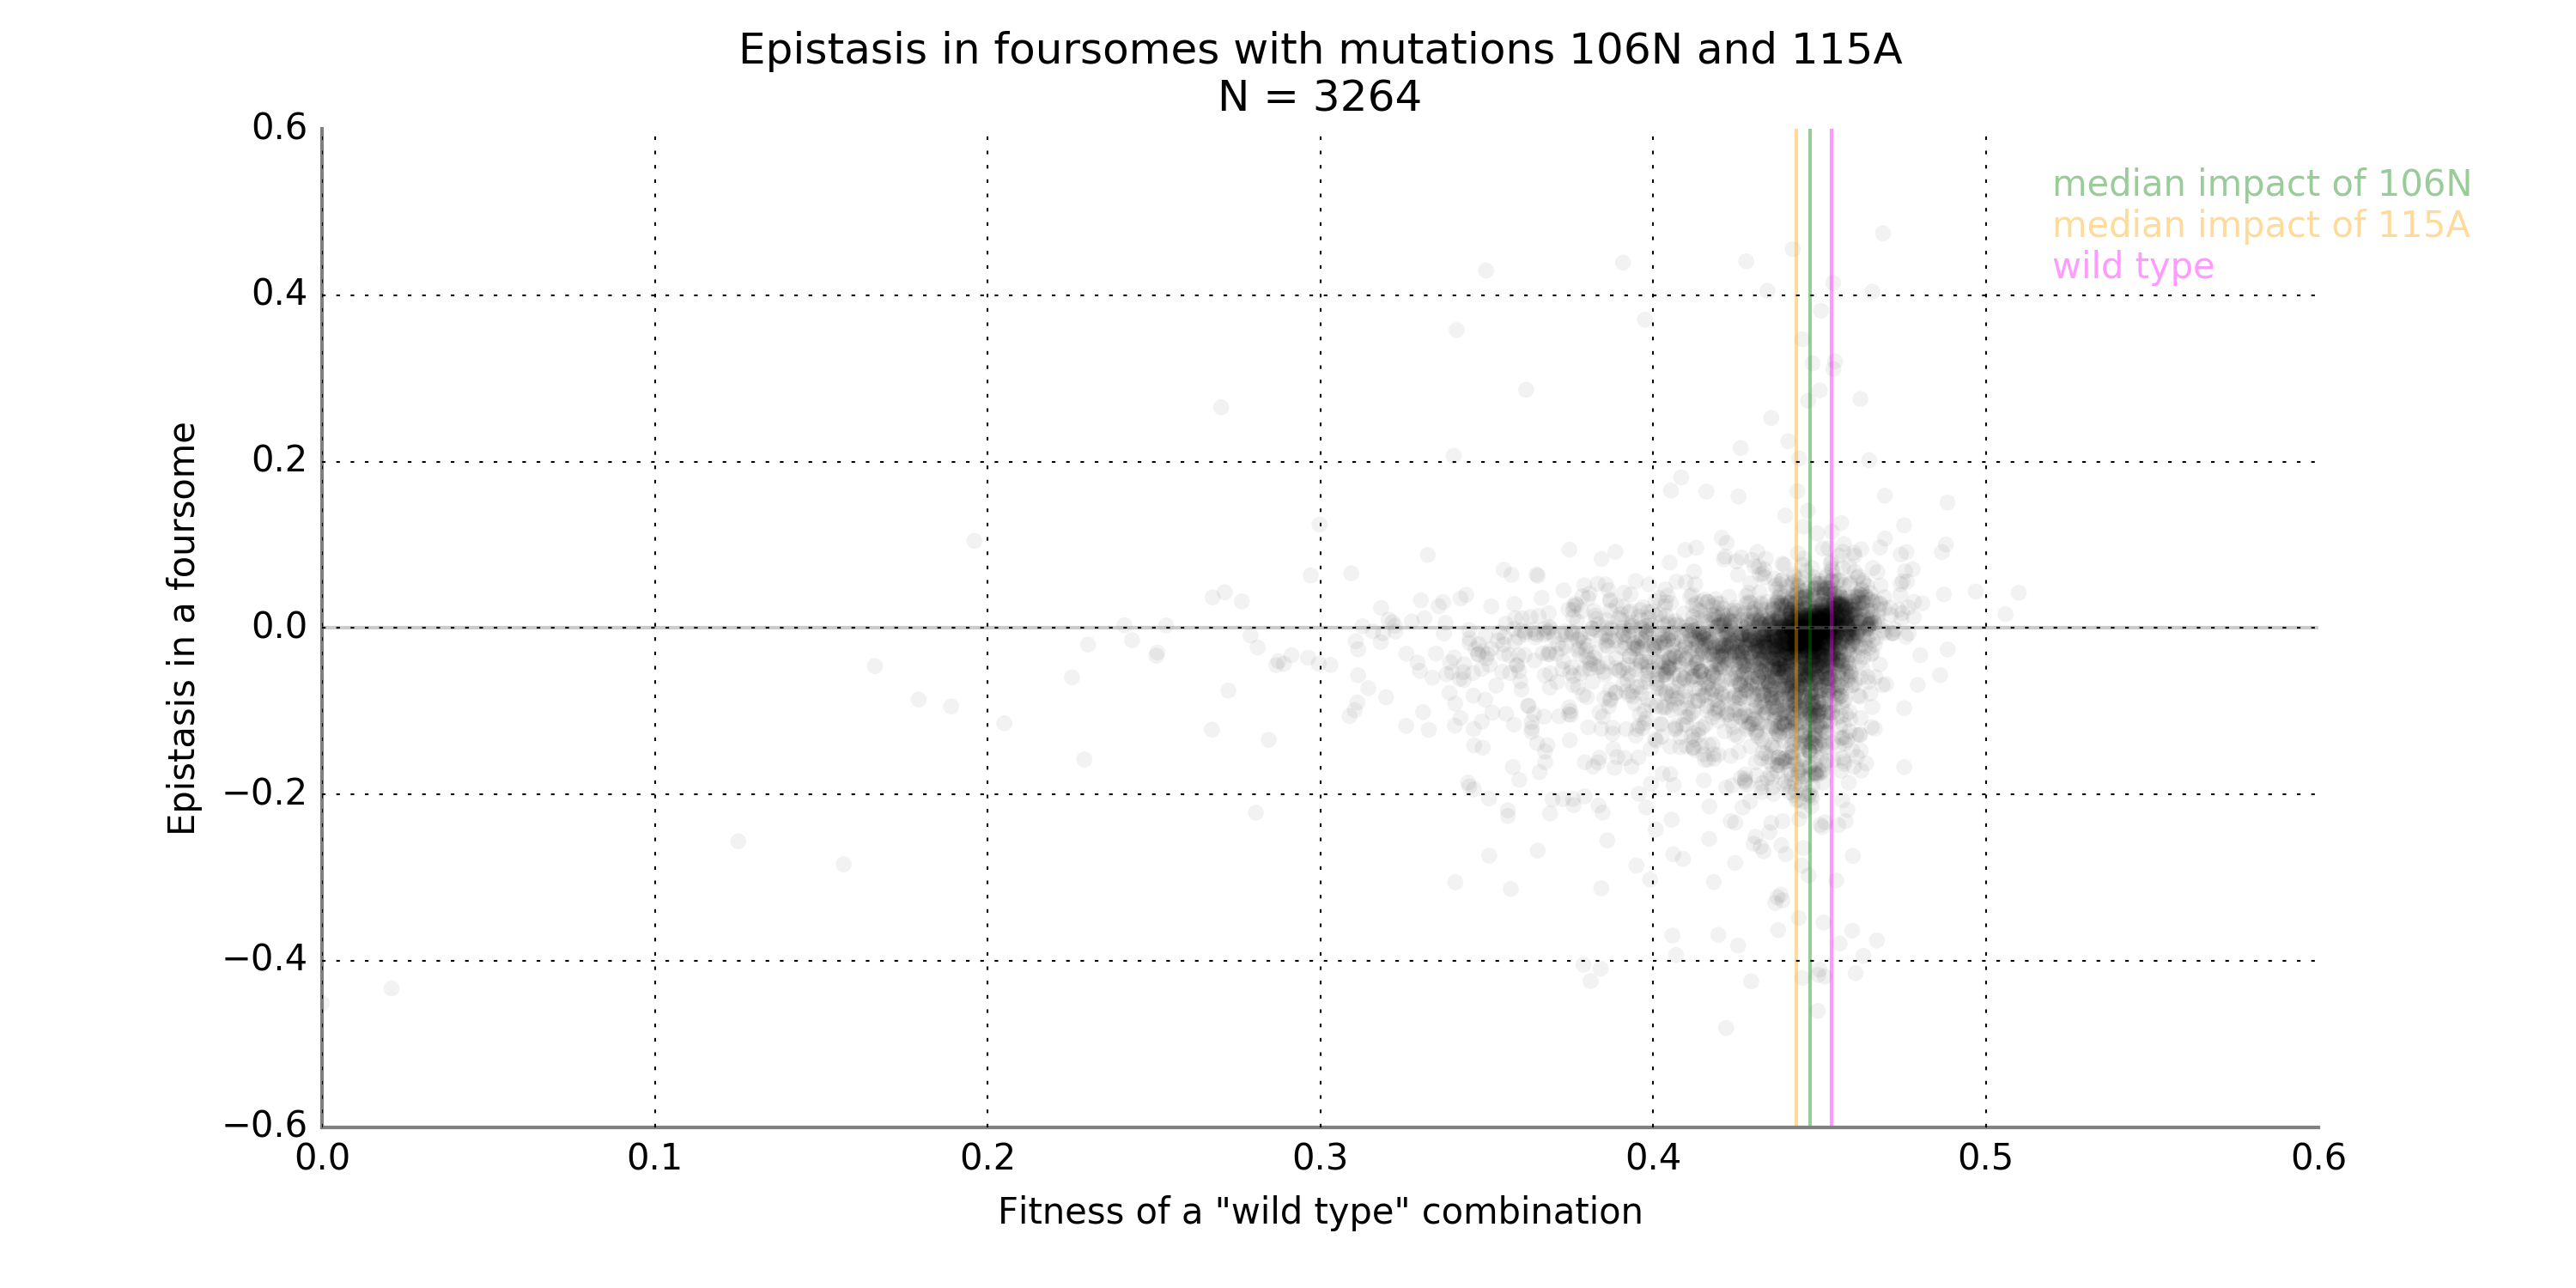 Epistasis in foursomes with mutations 106N and 115A
N = 3264
median impact of 106N
median impact of 115A
wild type
Epistasis in a foursome
0.6
0.4
0.2
0.0
−0.2
−0.4
−0.6
0.0 0.1 0.2 0.3 0.4 0.5 0.6
Fitness of a "wild type" combination